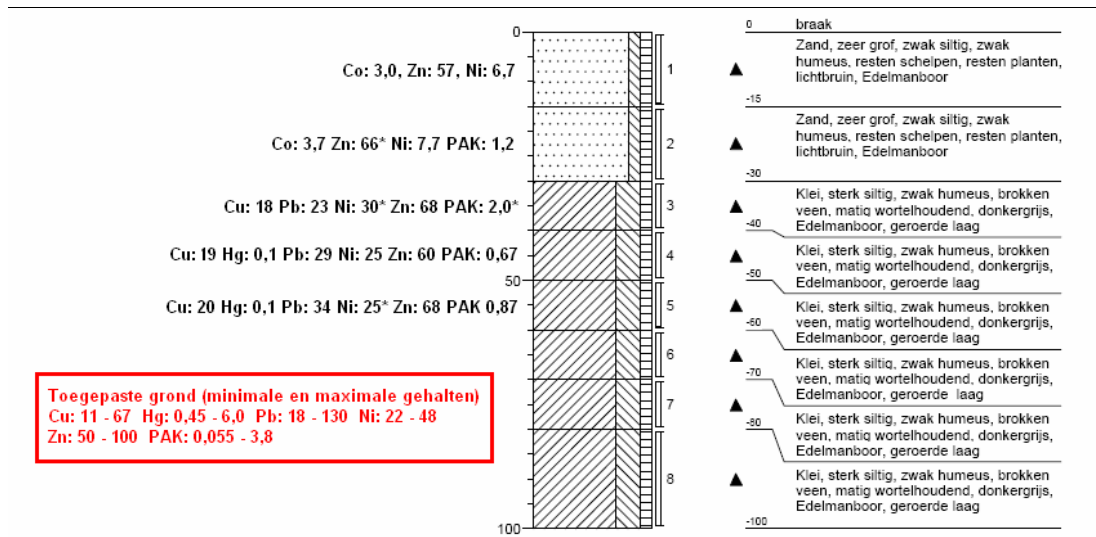 0
Co: 3,0, Zn: 57, Ni: 6,7
Co: 3,7 Zn: 66* Ni: 7,7 PAK: 1,2
Cu: 18 Pb: 23 Ni: 30* Zn: 68 PAK: 2,0*
Cu: 19 Hg: 0,1 Pb: 29 Ni: 25 Zn: 60 PAK: 0,67
50
Cu: 20 Hg: 0,1 Pb: 34 Ni: 25* Zn: 68 PAK 0,87
Toegepaste grond (minimale en maximale gehalten)
Cu: 11 - 67 Hg: 0,45 - 6,0 Pb: 18 - 130 Ni: 22 - 48
Zn: 50 - 100 PAK: 0,055 - 3,8
100
1
2
3
4
5
6
7
8
0 braak
Zand, zeer grof, zwak siltig, zwak
humeus, resten schelpen, resten planten,
lichtbruin, Edelmanboor
-15
Zand, zeer grof, zwak siltig, zwak
humeus, resten schelpen, resten planten,
lichtbruin, Edelmanboor
-30
Klei, sterk siltig, zwak humeus, brokken
veen, matig wortelhoudend, donkergrijs,
Edelmanboor, geroerde laag
-40
Klei, sterk siltig, zwak humeus, brokken
veen, matig wortelhoudend, donkergrijs,
Edelmanboor, geroerde laag
-50
Klei, sterk siltig, zwak humeus, brokken
veen, matig wortelhoudend, donkergrijs,
Edelmanboor, geroerde laag
-60
Klei, sterk siltig, zwak humeus, brokken
veen, matig wortelhoudend, donkergrijs,
Edelmanboor, geroerde laag
-70
Klei, sterk siltig, zwak humeus, brokken
veen, matig wortelhoudend, donkergrijs,
Edelmanboor, geroerde laag
-80
Klei, sterk siltig, zwak humeus, brokken
veen, matig wortelhoudend, donkergrijs,
Edelmanboor, geroerde laag
-100